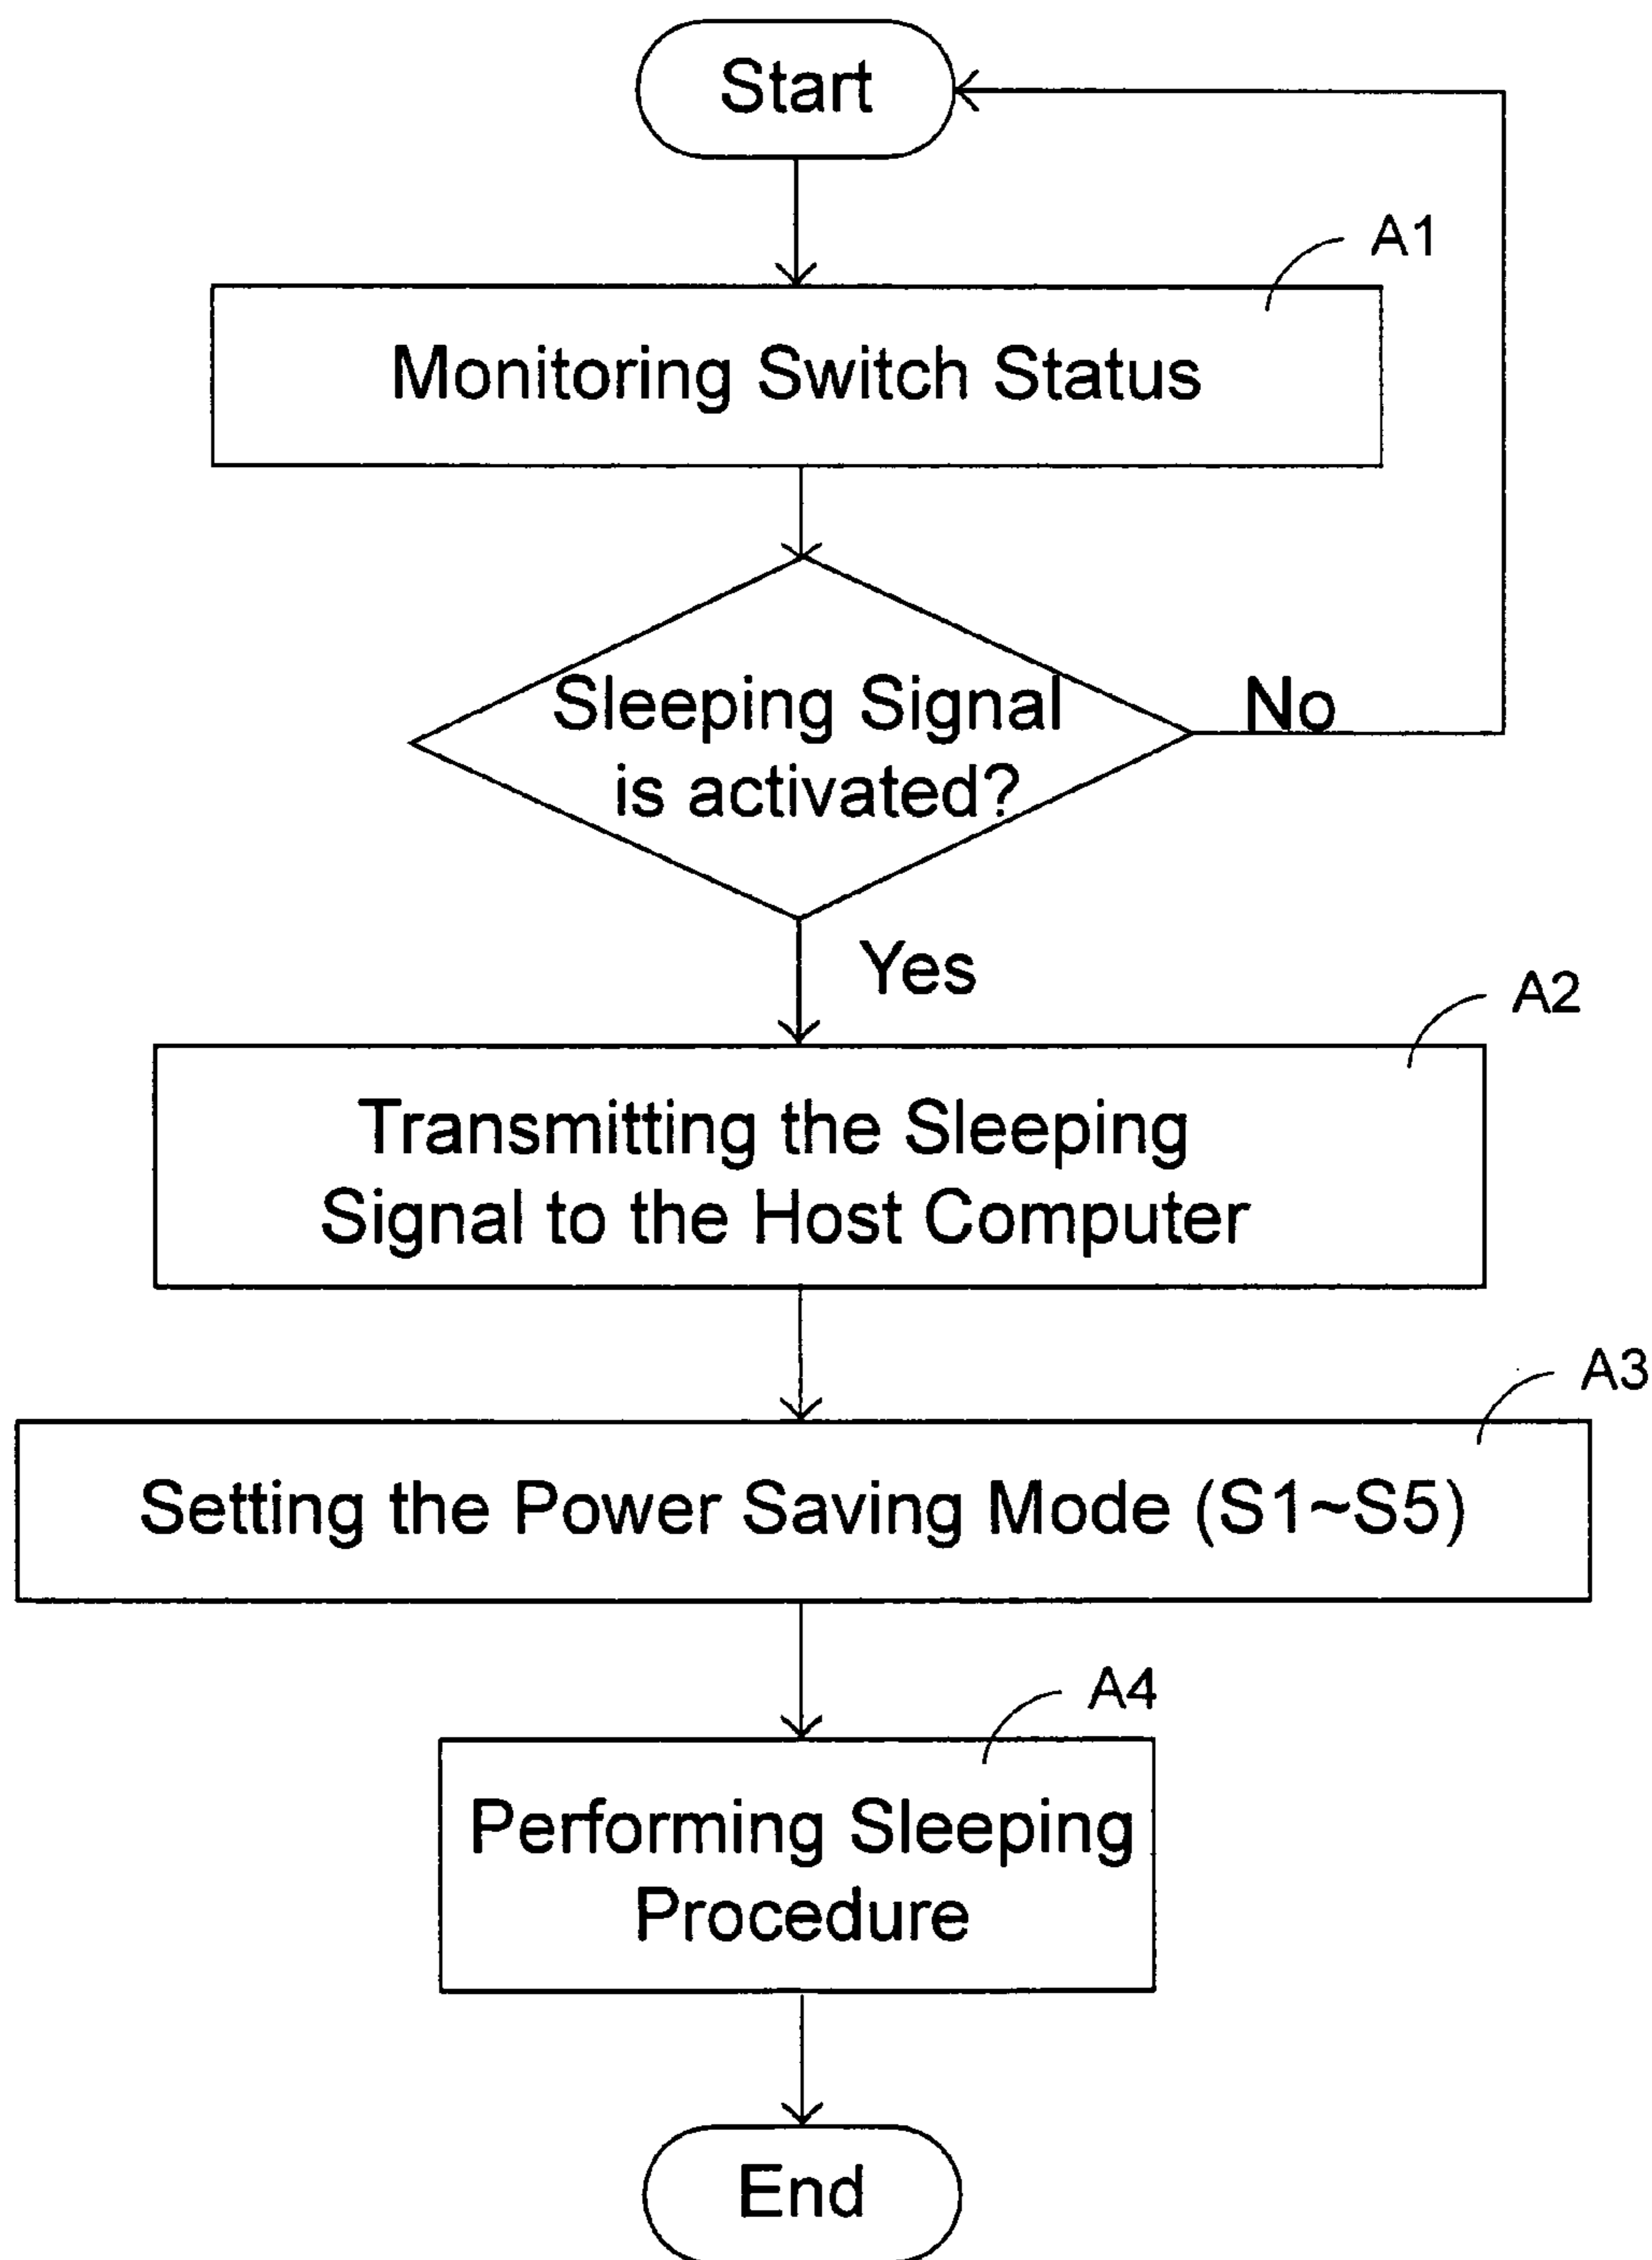 Start
A1
Monitoring Switch Status
Sleeping Signal
is activated?
No
Yes
A2
Transmitting the Sleeping
Signal to the Host Computer
A3
Setting the Power Saving Mode (S1~S5)
A4
Performing Sleeping
Procedure
End